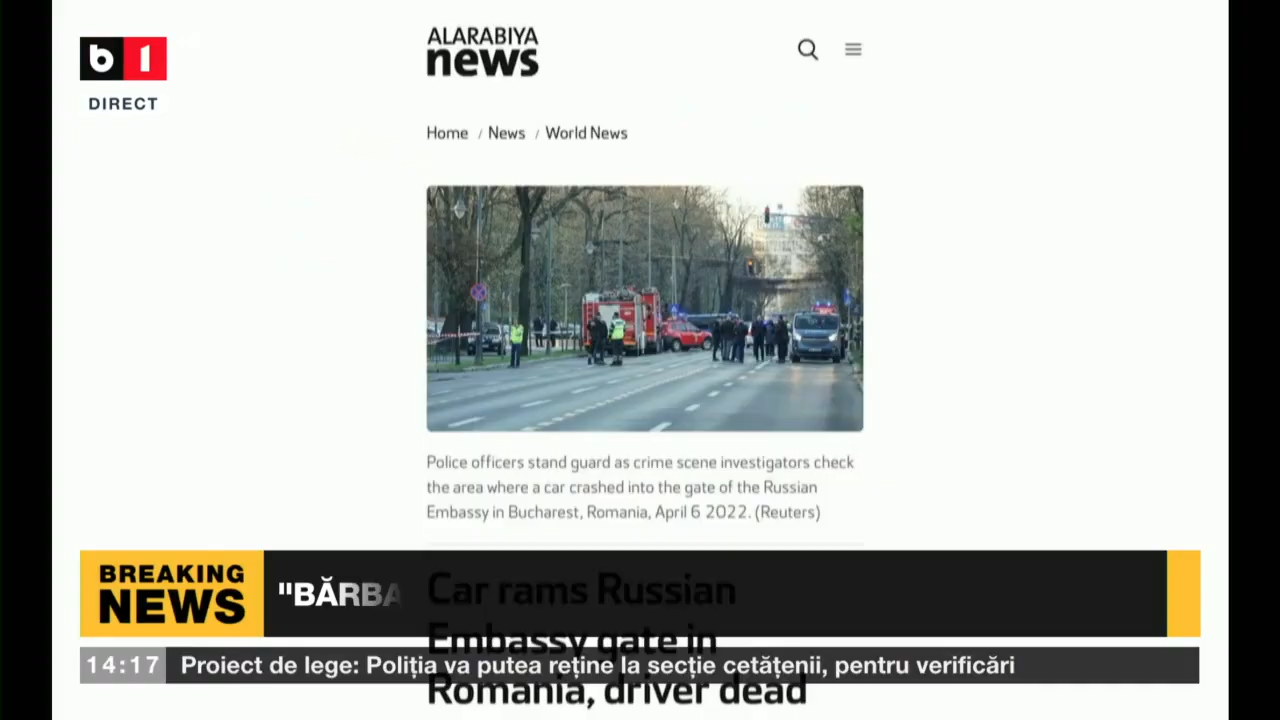 b 1
DIRECT
ALARABIYA
news
Home / News / World News
Police officers stand guard as crime scene investigators check
the area where a car crashed into the gate of the Russian
Embassy in Bucharest, Romania, April 6 2022. (Reuters)
Car rams Russian
Embassy gate in
Romania, driver dead
BREAKING
NEWS
"BĂRBA
14:17 Proiect de lege: Poliția va putea reține la secție cetățenii, pentru verificări